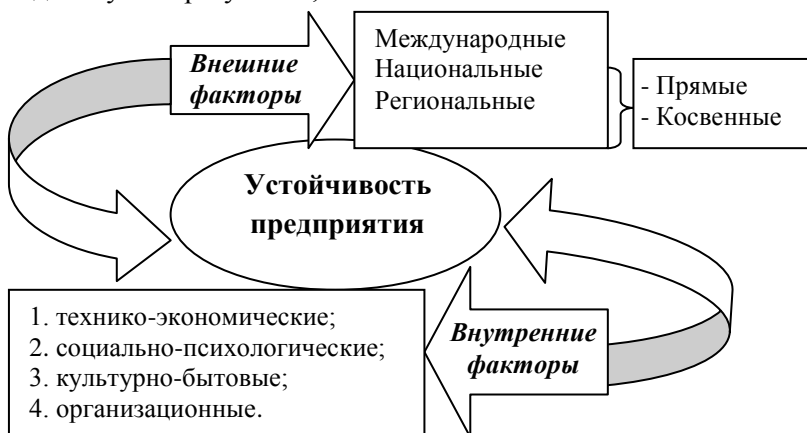 Внешние
факторы
Международные
Национальные
Региональные
- Прямые
- Косвенные
Устойчивость
предприятия
1. технико-экономические;
2. социально-психологические;
3. культурно-бытовые;
4. организационные.
Внутренние
факторы